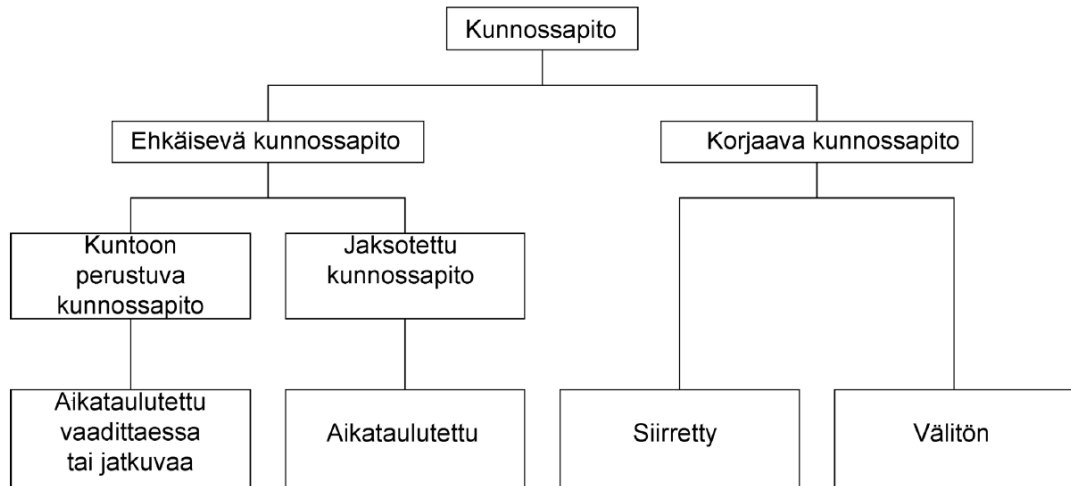 Kunnossapito
Ehkäisevä kunnossapito
Korjaava kunnossapito
Kuntoon
perustuva
kunnossapito
Jaksotettu
kunnossapito
Aikataulutettu
vaadittaessa
tai jatkuvaa
Aikataulutettu
Siirretty
Välitön